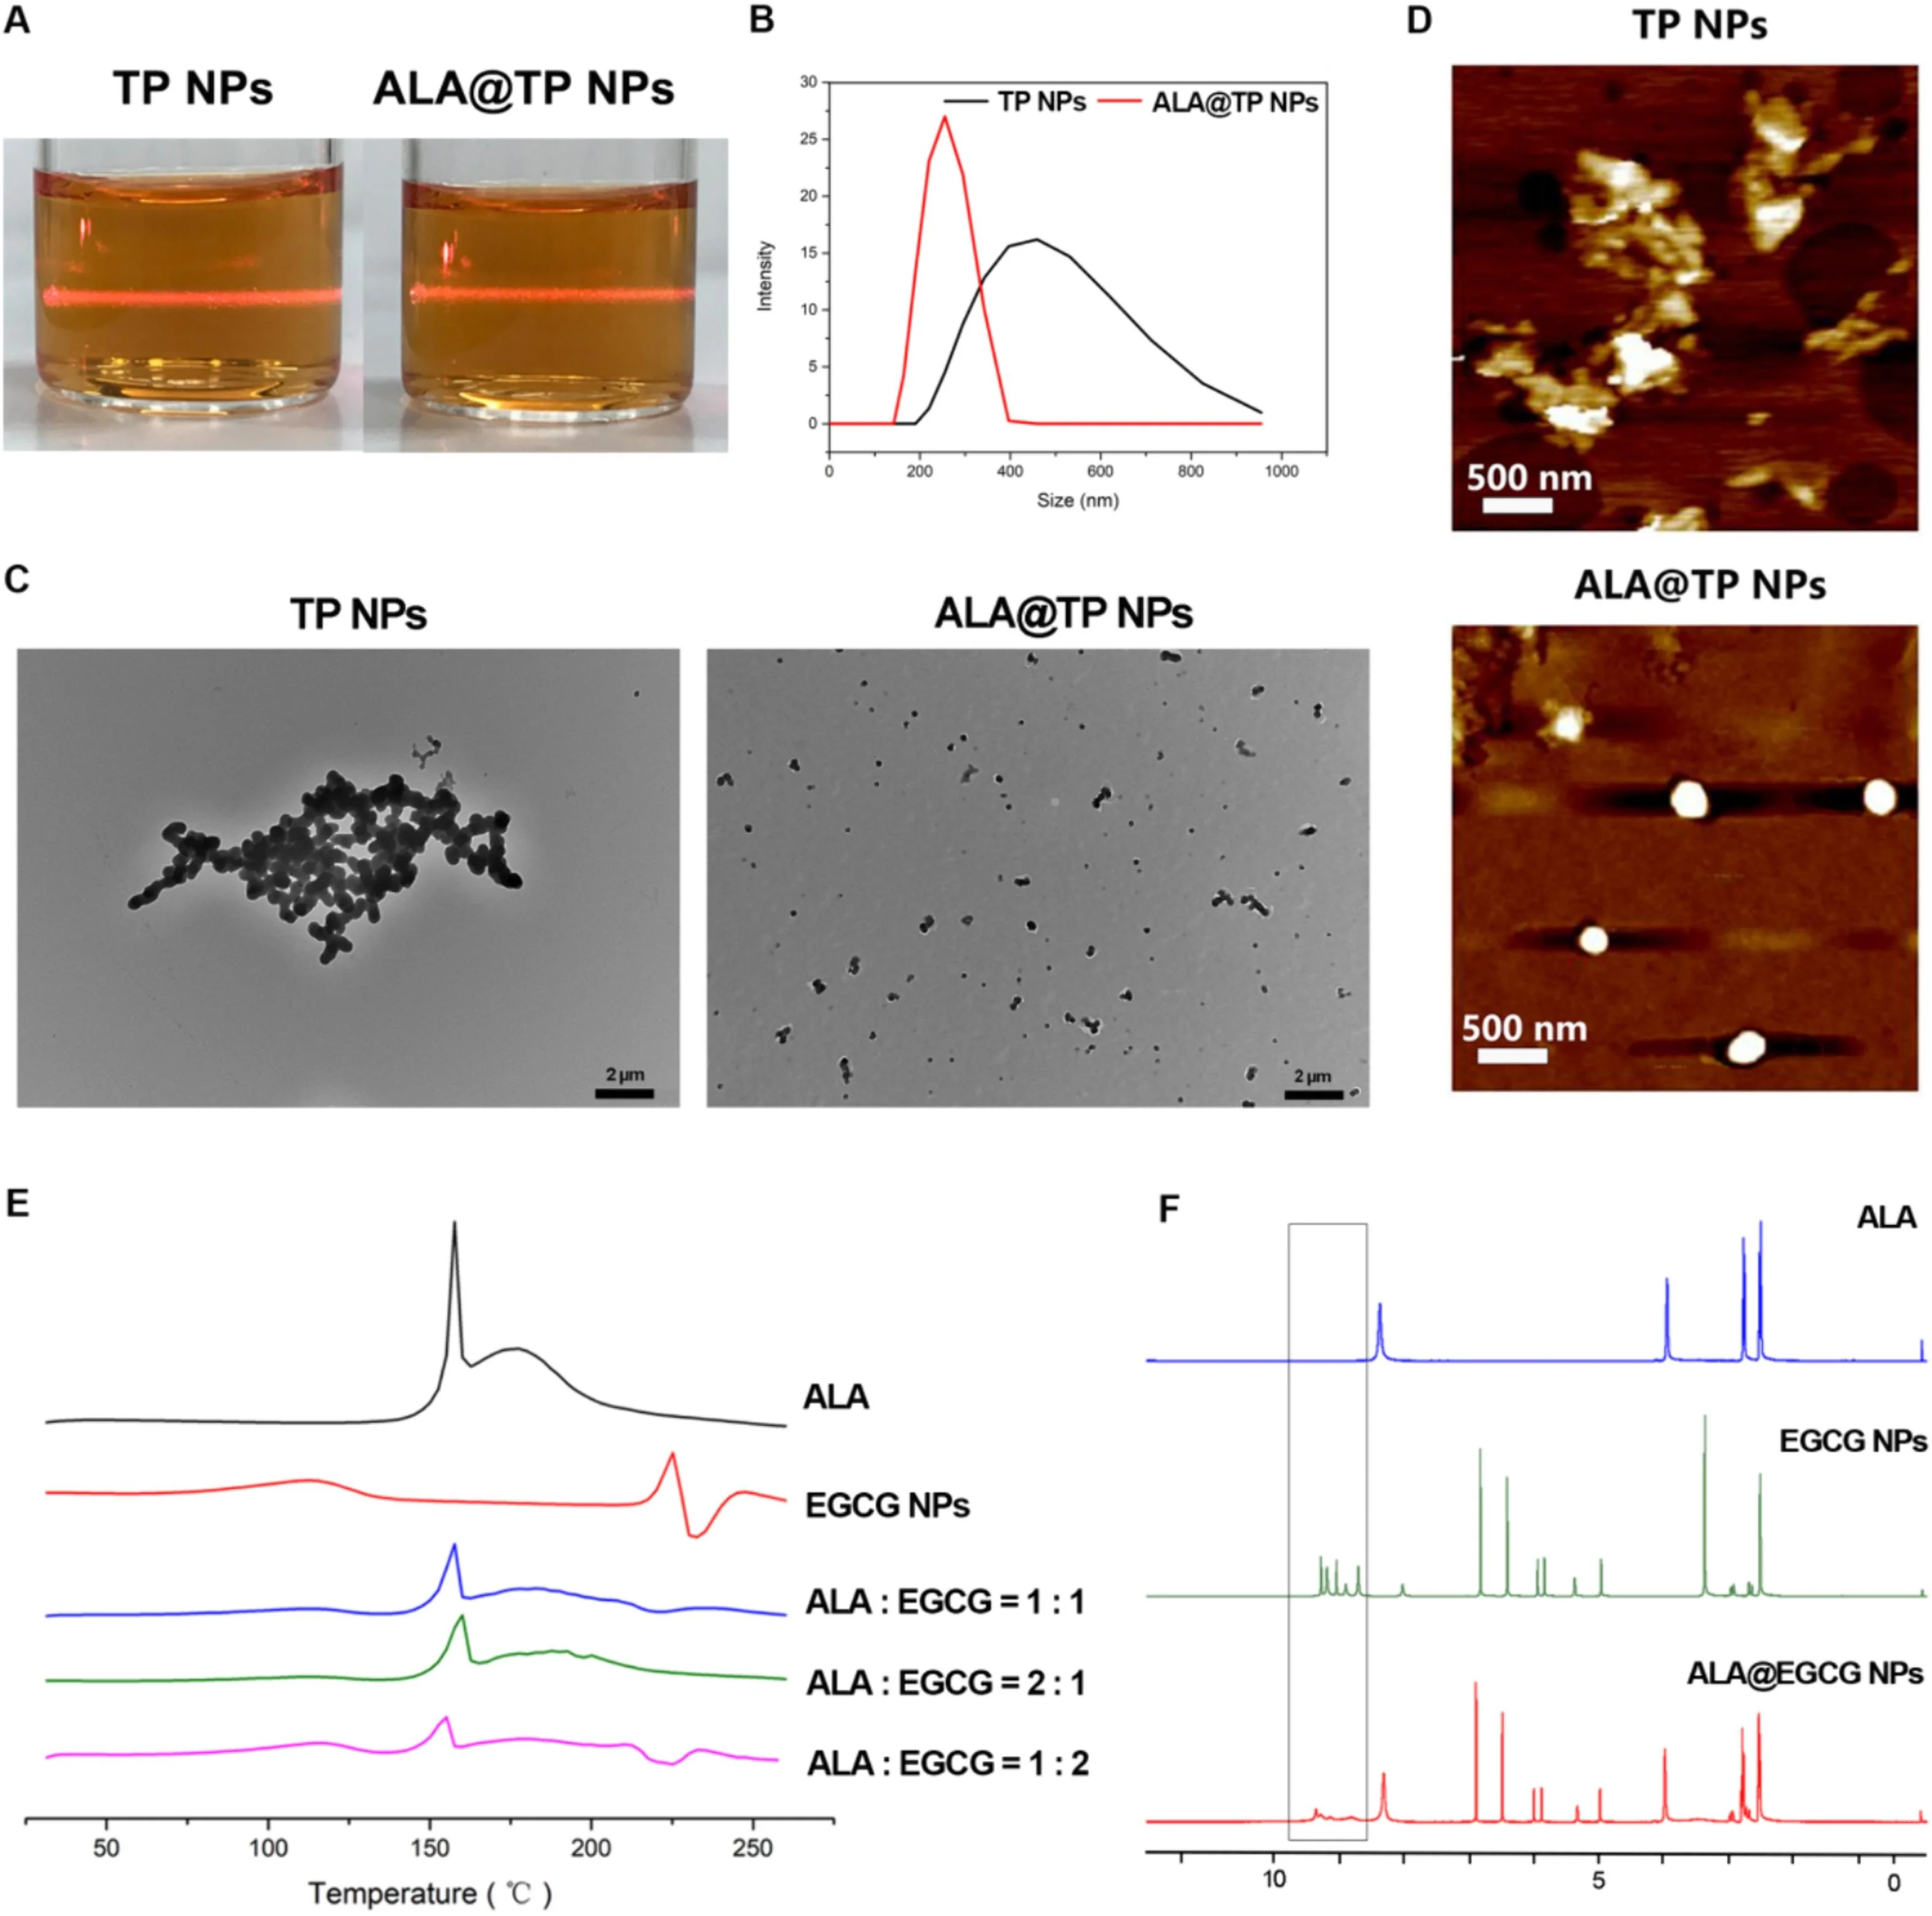 A
TP NPs
ALA@TP NPs
B
TP NPs
ALA@TP NPs
30
25
20
15
10
5
0
Intensity
0 200 400 600 800 1000
Size (nm)
D
TP NPs
500 nm
ALA@TP NPs
500 nm
C
TP NPs
2 μm
ALA@TP NPs
2 μm
E
ALA
EGCG NPs
ALA : EGCG = 1 : 1
ALA : EGCG = 2 : 1
ALA : EGCG = 1 : 2
50 100 150 200 250
Temperature ( ℃ )
F
ALA
EGCG NPs
ALA@EGCG NPs
10 5 0